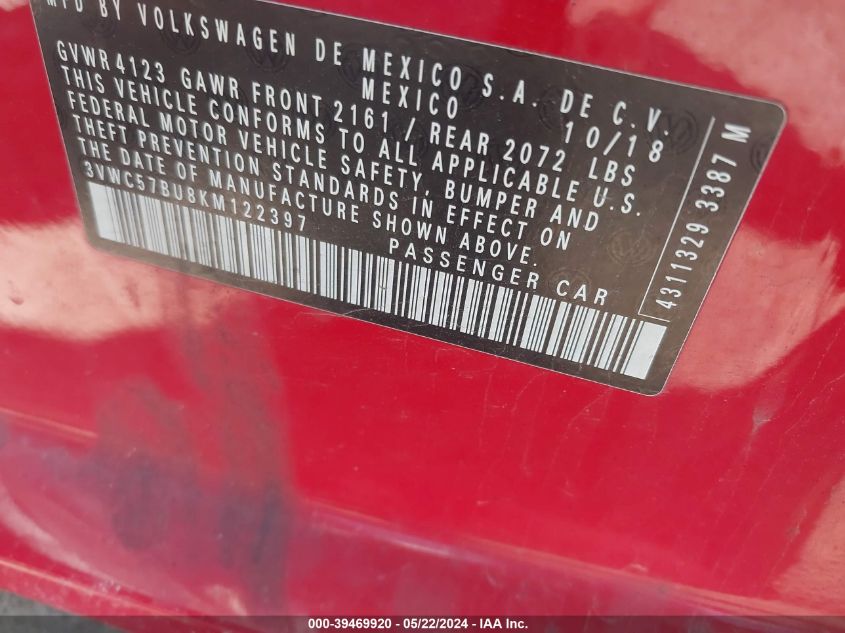 MFD BY VOLKSWAGEN DE MEXICO S.A. DE C.V.
MEXICO 10/18
GVWR 4123 GAWR FRONT 2161 / REAR 2072 LBS
THIS VEHICLE CONFORMS TO ALL APPLICABLE U.S.
FEDERAL MOTOR VEHICLE SAFETY, BUMPER AND
THEFT PREVENTION STANDARDS IN EFFECT ON
THE DATE OF MANUFACTURE SHOWN ABOVE.
3VWC57BU8KM122397 PASSENGER CAR
4311329 3387 M
000-39469920 - 05/22/2024 - IAA Inc.